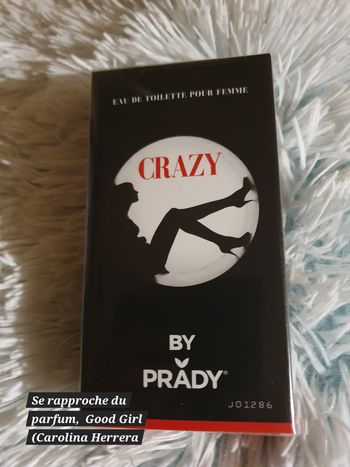 EAU DE TOILETTE POUR FEMME
CRAZY
BY
PRADY®
J01286
Se rapproche du
parfum,  Good Girl
(Carolina Herrera